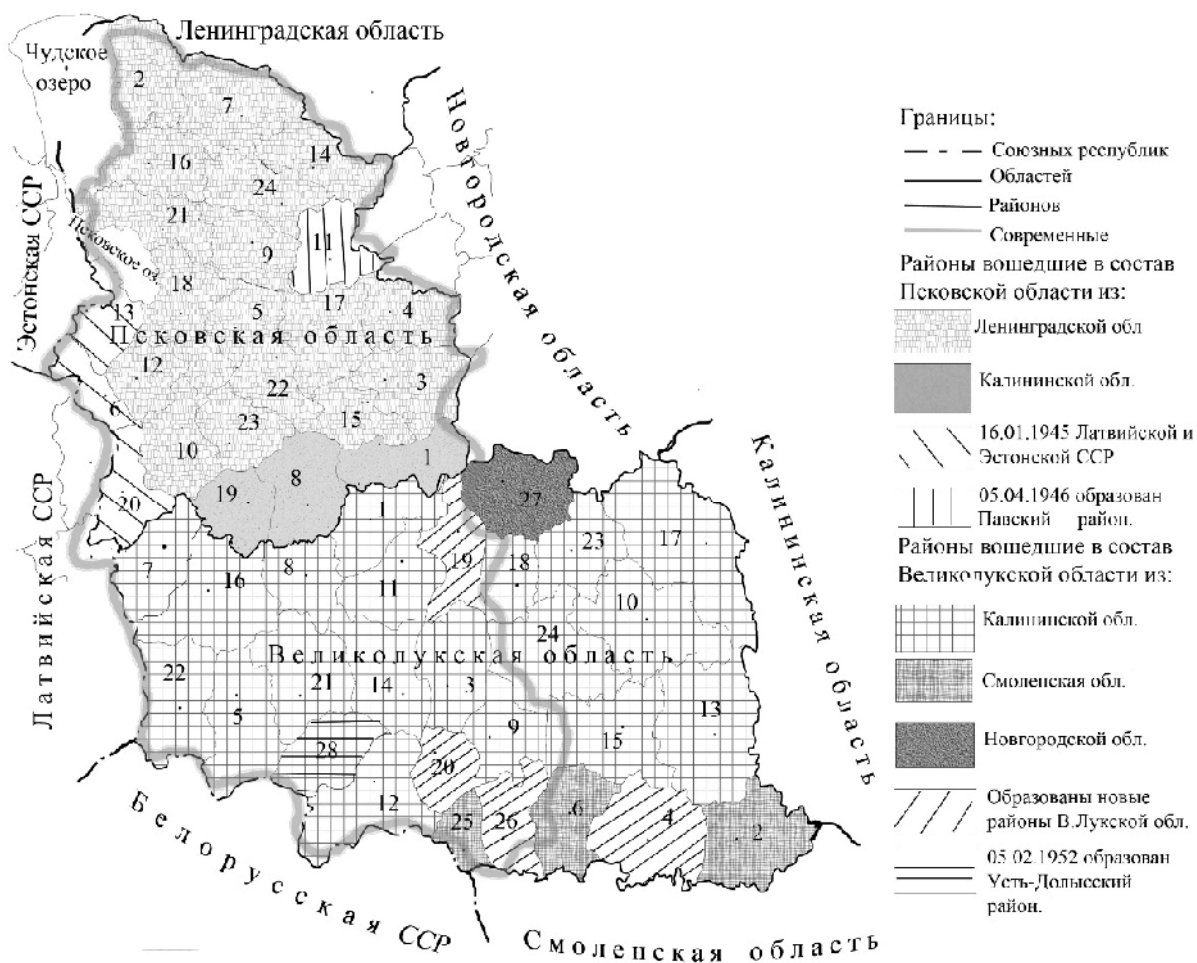 Ленинградская область
Чудское
озеро
2
7
16
14
24
21
11
9
Псковское оз.
18
17
13
5
4
Псковская область
12
22
3
6
23
15
10
1
8
19
20
27
Эстонская ССР
Латвийская ССР
Новгородская область
Калининская область
1
23
17
7
16
8
19
18
11
10
24
Великолукская область
22
21
14
3
5
9
13
15
28
20
12
25
26
6
4
2
Белорусская ССР
Смоленская область
Границы:
Союзных республик
Областей
Районов
Современные
Районы вошедшие в состав
Псковской области из:
Ленинградской обл
Калининской обл.
16.01.1945 Латвийской и
Эстонской ССР
05.04.1946 образован
Павский район.
Районы вошедшие в состав
Великолукской области из:
Калининской обл.
Смоленская обл.
Новгородской обл.
Образованы новые
районы В.Лукской обл.
05.02.1952 образован
Усть-Долысский
район.